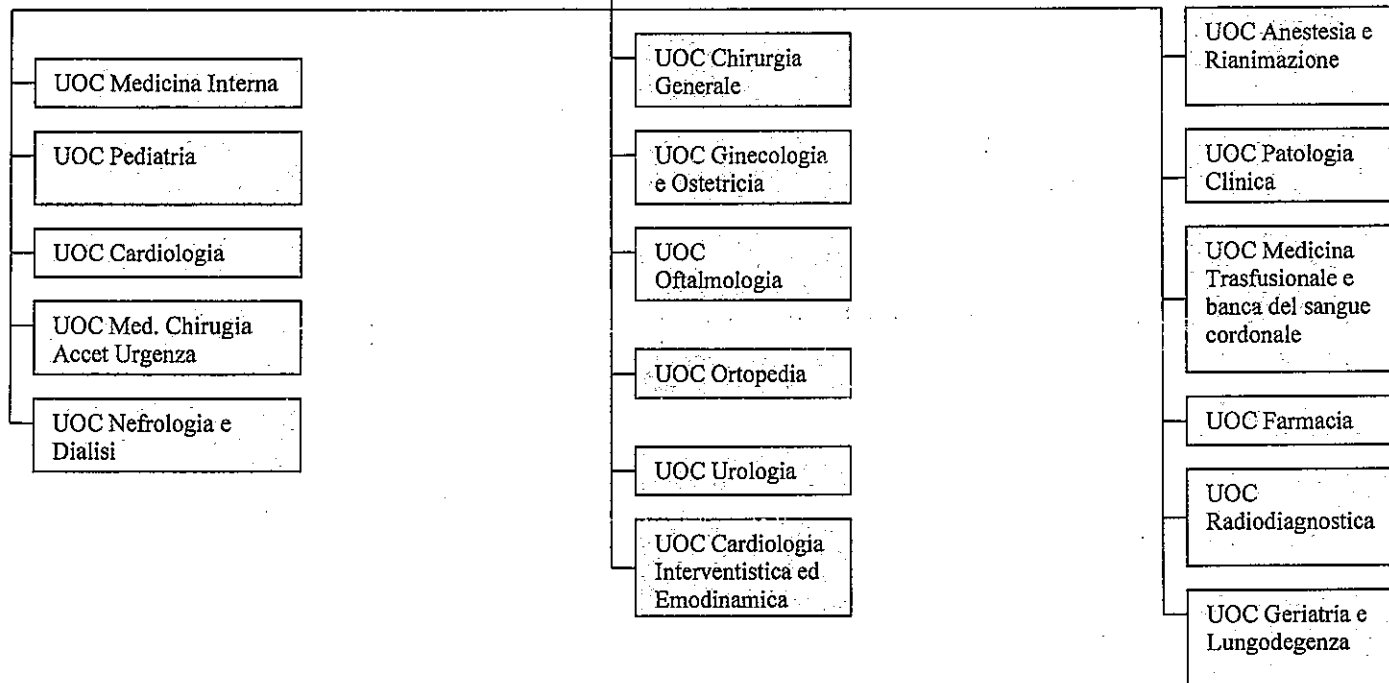 UOC Medicina Interna
UOC Pediatria
UOC Cardiologia
UOC Med. Chirugia
Accet Urgenza
UOC Nefrologia e
Dialisi
UOC Chirurgia
Generale
UOC Ginecologia
e Ostetricia
UOC
Oftalmologia
UOC Ortopedia
UOC Urologia
UOC Cardiologia
Interventistica ed
Emodinamica
UOC Anestesia e
Rianimazione
UOC Patologia
Clinica
UOC Medicina
Trasfusionale e
banca del sangue
cordonale
UOC Farmacia
UOC
Radiodiagnostica
UOC Geriatria e
Lungodegenza